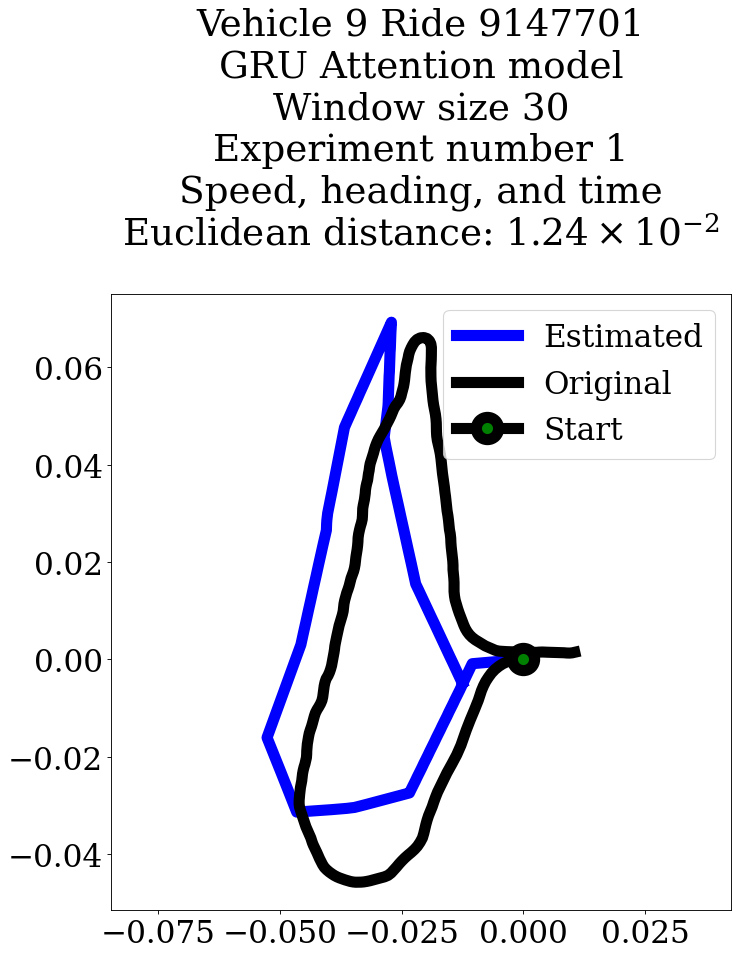 Vehicle 9 Ride 9147701
GRU Attention model
Window size 30
Experiment number 1
Speed, heading, and time
Euclidean distance: 1.24 × 10⁻²
Estimated
Original
Start
0.06
0.04
0.02
0.00
−0.02
−0.04
−0.075 −0.050 −0.025 0.000 0.025